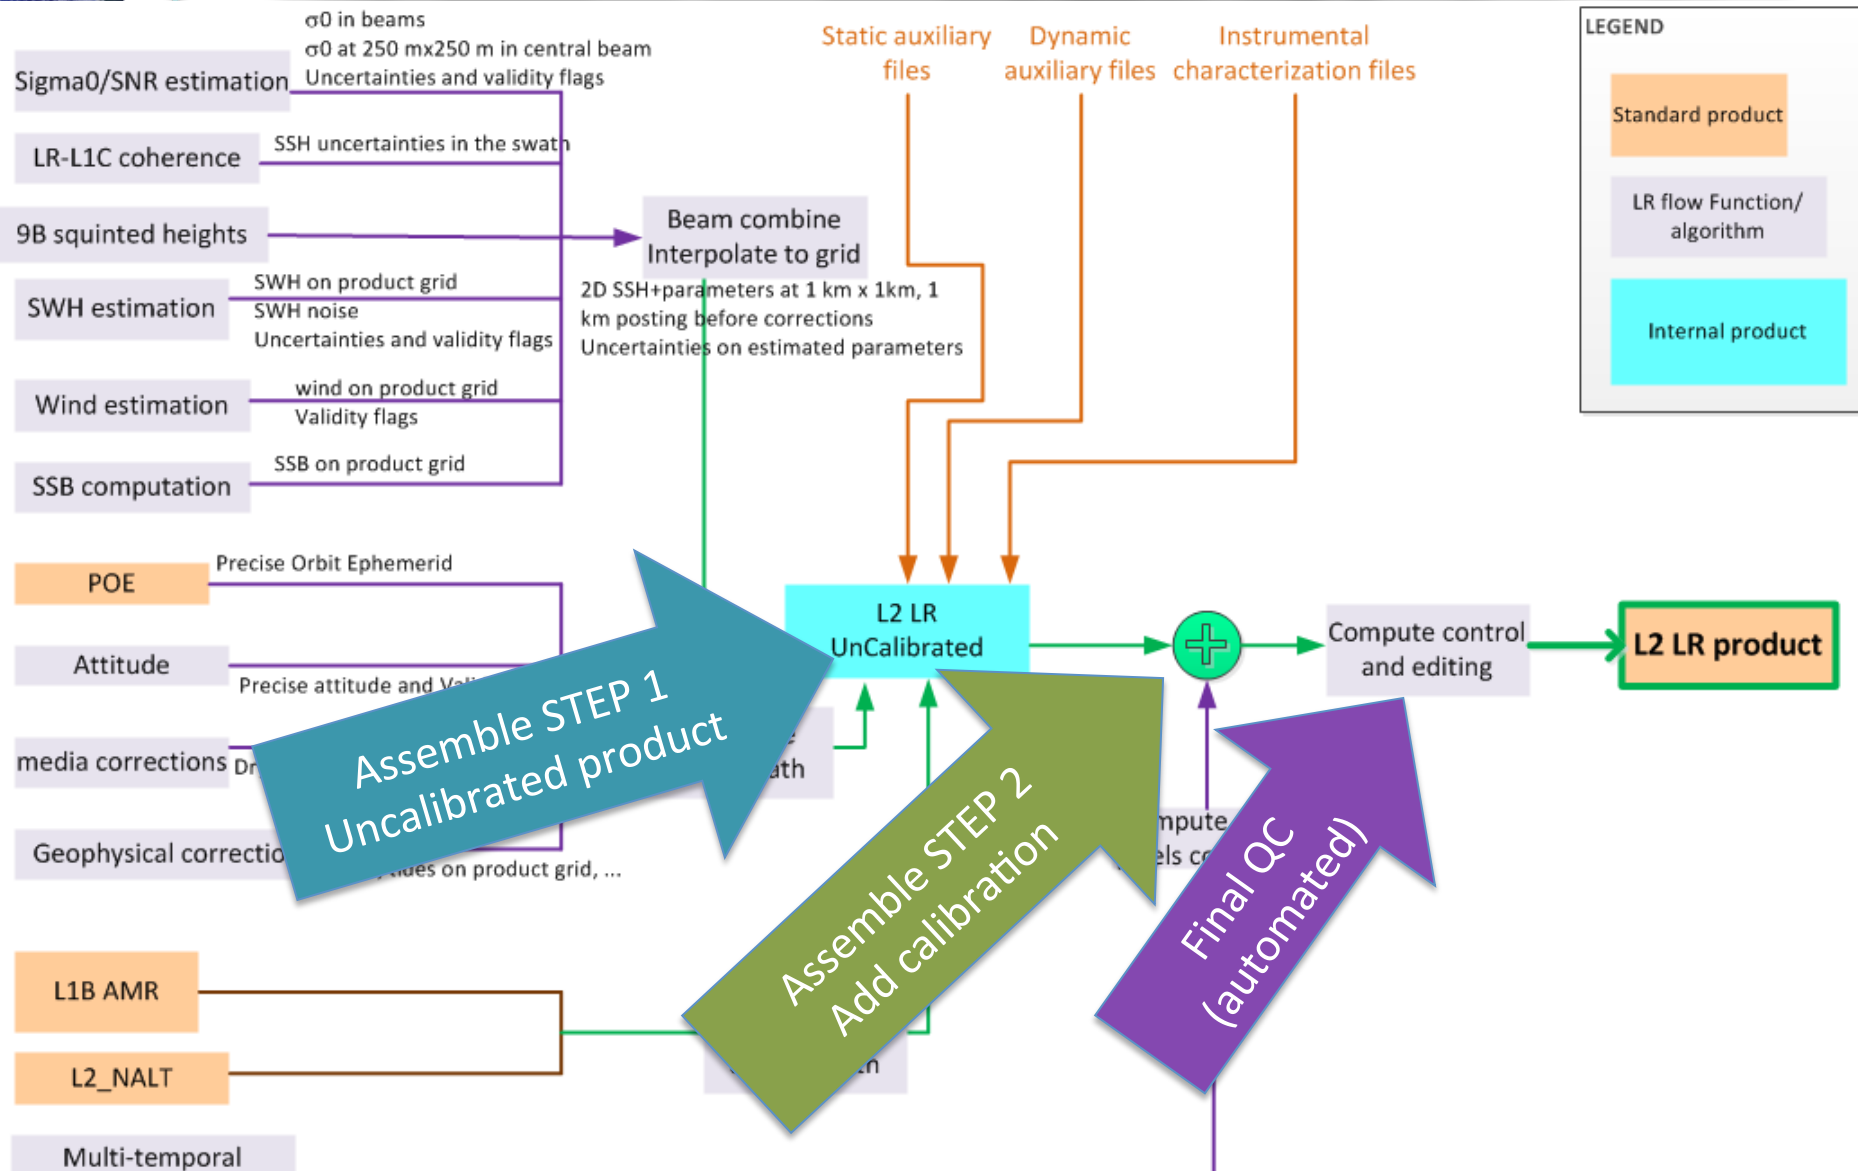 σ0 in beams
σ0 at 250 mx250 m in central beam
Uncertainties and validity flags
Sigma0/SNR estimation
LR-L1C coherence
SSH uncertainties in the swath
9B squinted heights
SWH estimation
SWH on product grid
SWH noise
Uncertainties and validity flags
Wind estimation
wind on product grid
Validity flags
SSB computation
SSB on product grid
Beam combine
Interpolate to grid
2D SSH+parameters at 1 km x 1km, 1
km posting before corrections
Uncertainties on estimated parameters
Static auxiliary
files
Dynamic
auxiliary files
Instrumental
characterization files
LEGEND
Standard product
LR flow Function/
algorithm
Internal product
POE
Precise Orbit Ephemerid
Attitude
Precise attitude and
media corrections
Geophysical
on product grid, ...
Assemble STEP 1
Uncalibrated product
L2 LR
UnCalibrated
Compute control
and editing
L2 LR product
Assemble STEP 2
Add calibration
Final QC
(automated)
L1B AMR
L2_NALT
Multi-temporal